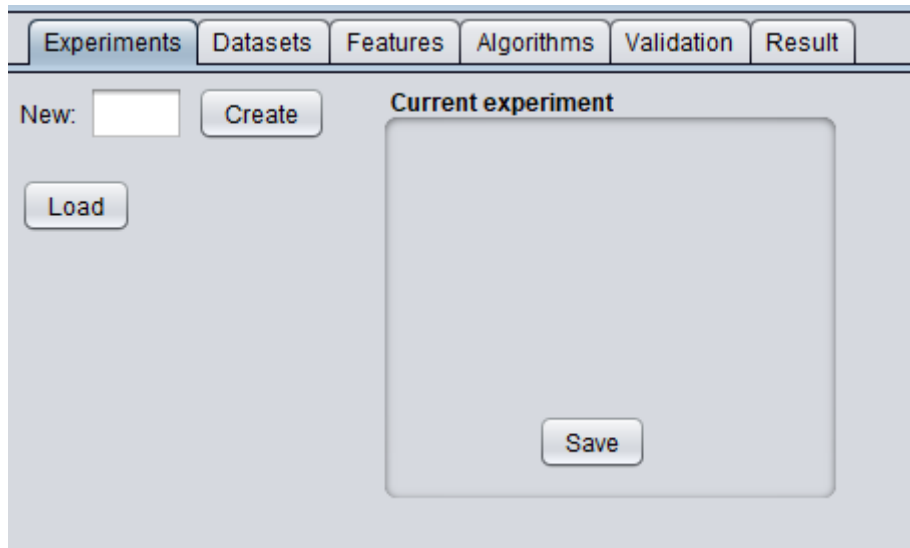 Experiments Datasets Features Algorithms Validation Result
New: Create
Current experiment
Load
Save